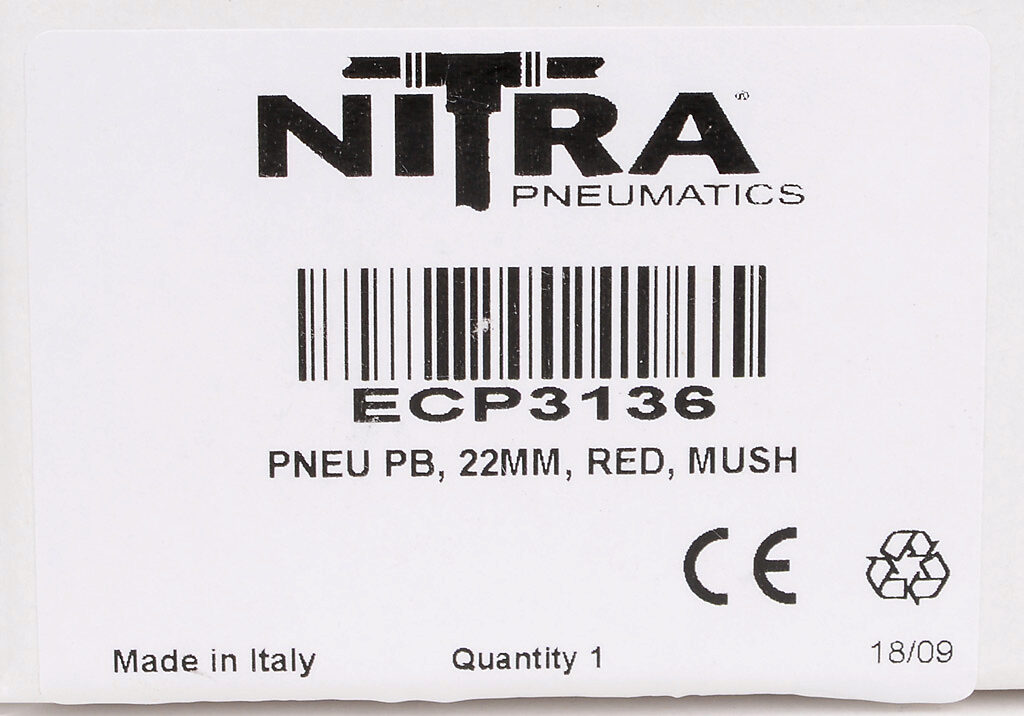 NITRA®
PNEUMATICS
ECP3136
PNEU PB, 22MM, RED, MUSH
CE
Made in Italy Quantity 1 18/09